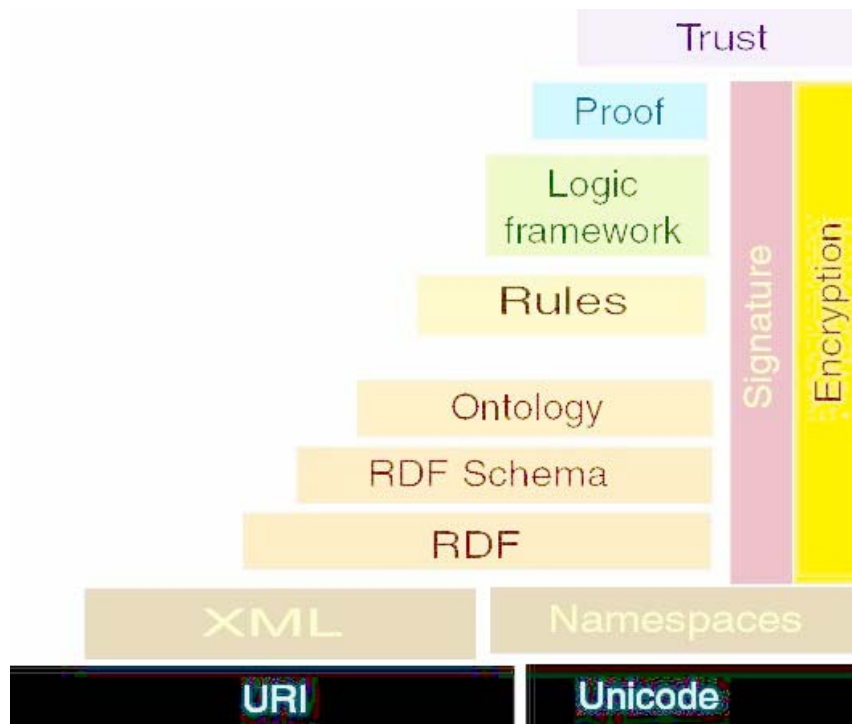 Trust
Proof
Logic
framework
Rules
Ontology
RDF Schema
RDF
Signature
Encryption
XML
Namespaces
URI
Unicode